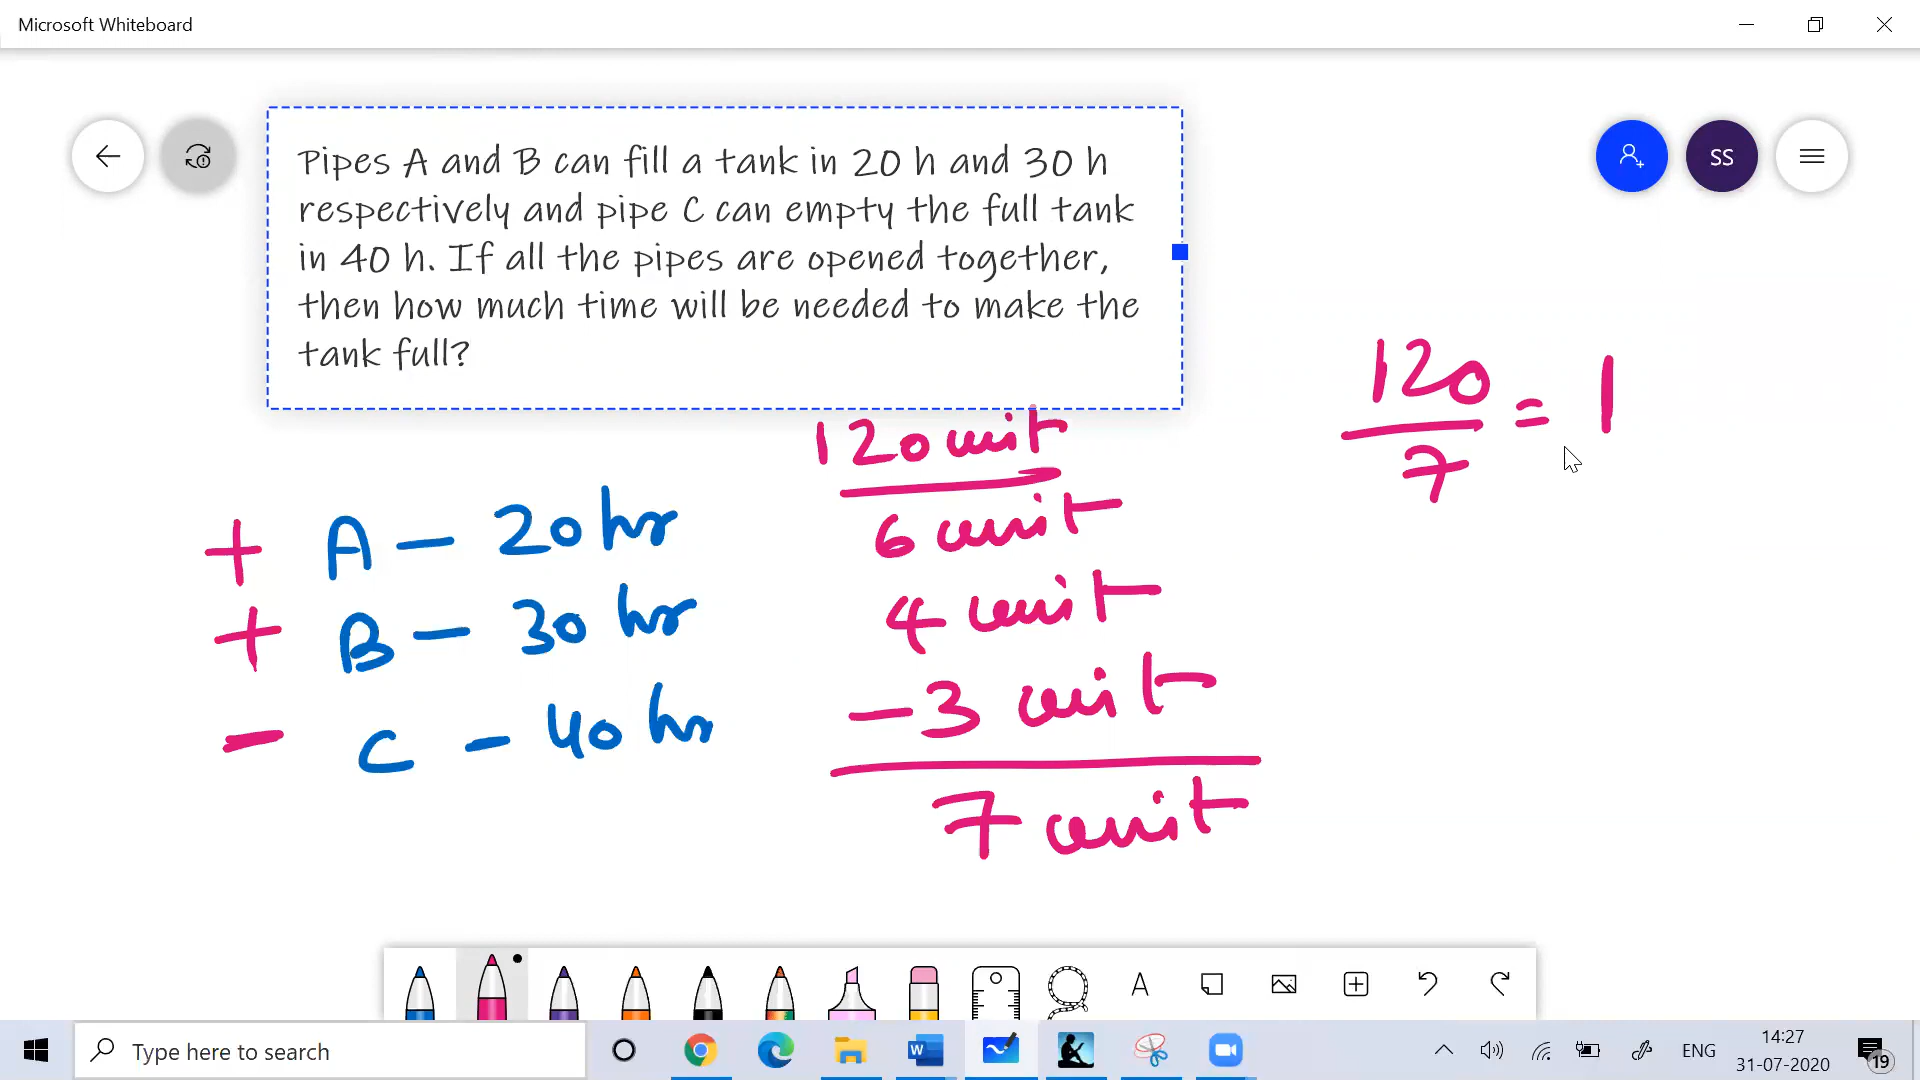 Microsoft Whiteboard
Pipes A and B can fill a tank in 20 h and 30 h
respectively and pipe C can empty the full tank
in 40 h. If all the pipes are opened together,
then how much time will be needed to make the
tank full?
SS
120 unit
+ A – 20 hr
6 unit
+ B – 30 hr
4 unit
– C – 40 hr
– 3 unit
7 unit
120
7
= 1
A
Type here to search
W
ENG
14:27
31-07-2020
19